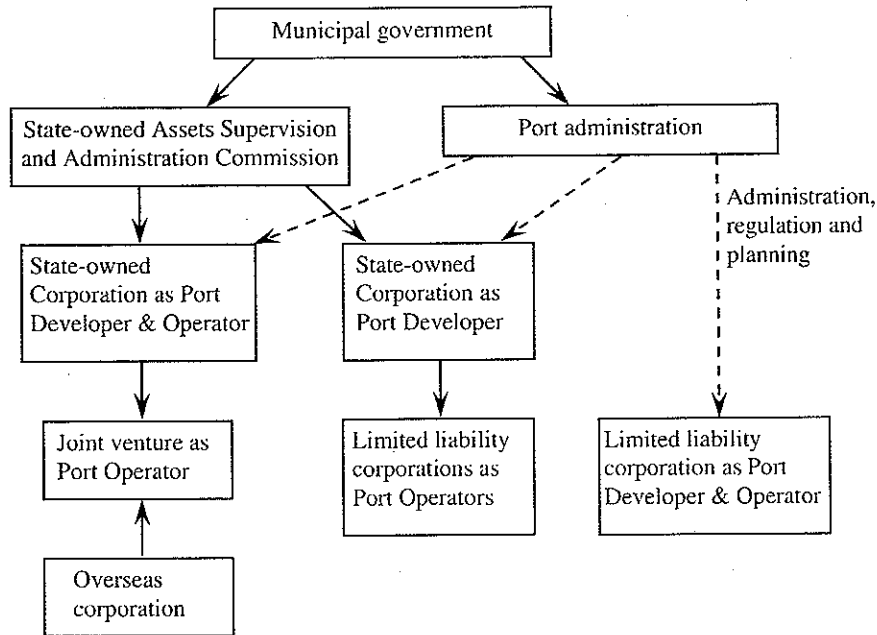 Municipal government
State-owned Assets Supervision
and Administration Commission
Port administration
Administration,
regulation and
planning
State-owned
Corporation as Port
Developer & Operator
State-owned
Corporation as
Port Developer
Joint venture as
Port Operator
Limited liability
corporations as
Port Operators
Limited liability
corporation as Port
Developer & Operator
Overseas
corporation